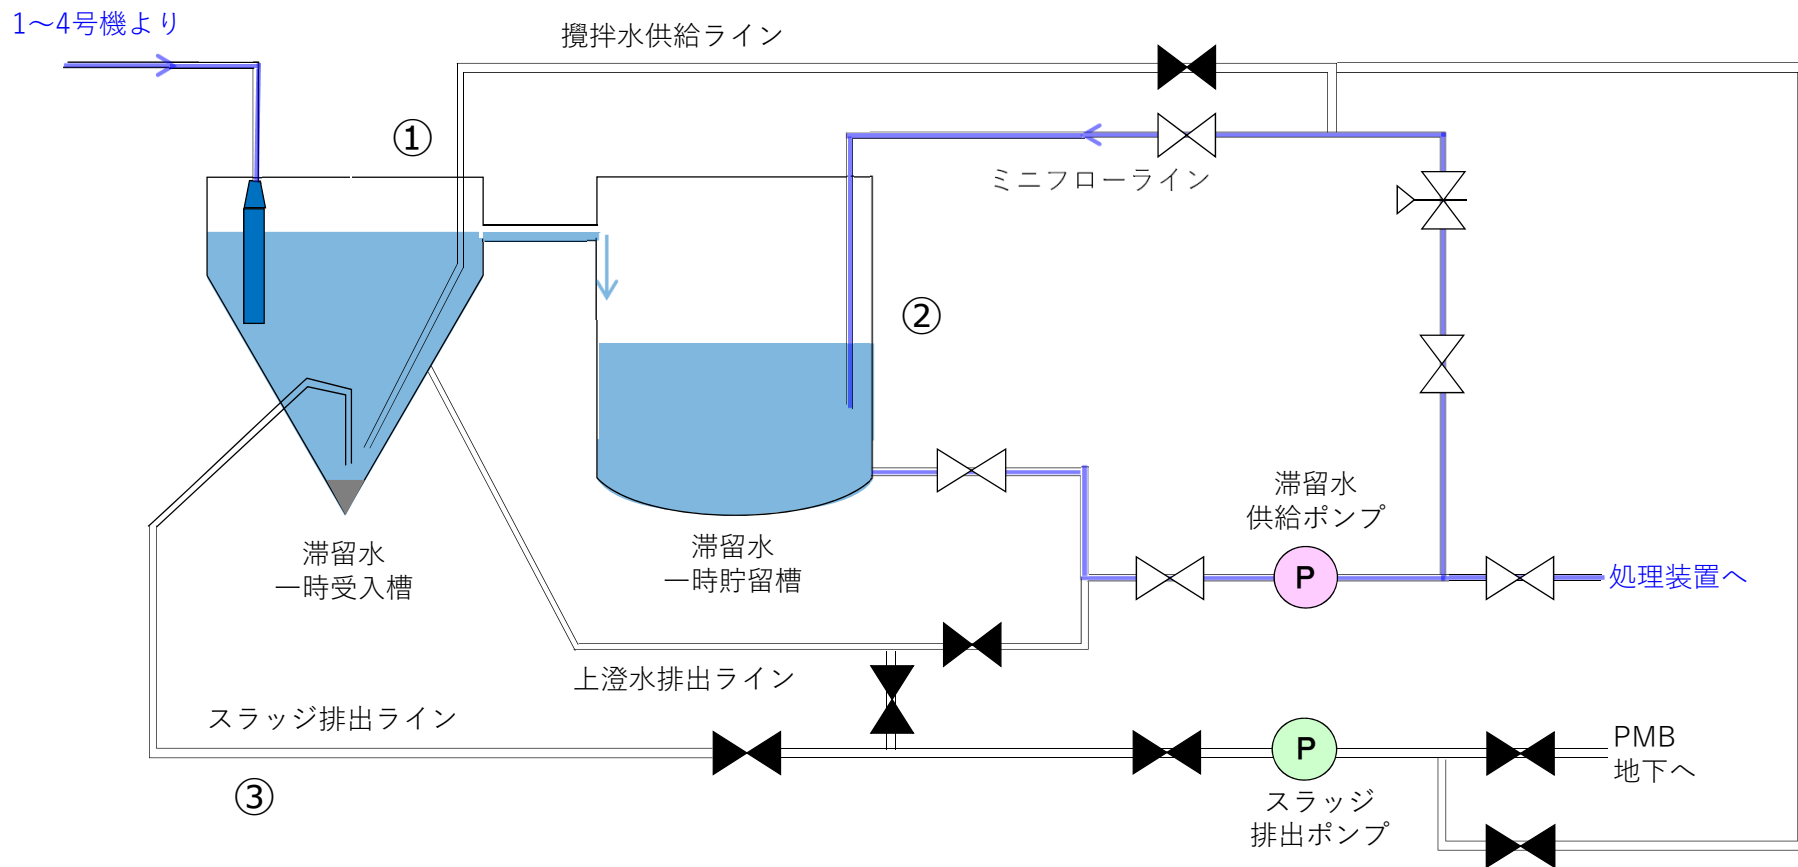 1～4号機より
攪拌水供給ライン
①
ミニフローライン
②
滞留水
供給ポンプ
P
処理装置へ
滞留水
一時受入槽
滞留水
一時貯留槽
上澄水排出ライン
スラッジ排出ライン
P
PMB
地下へ
③
スラッジ
排出ポンプ